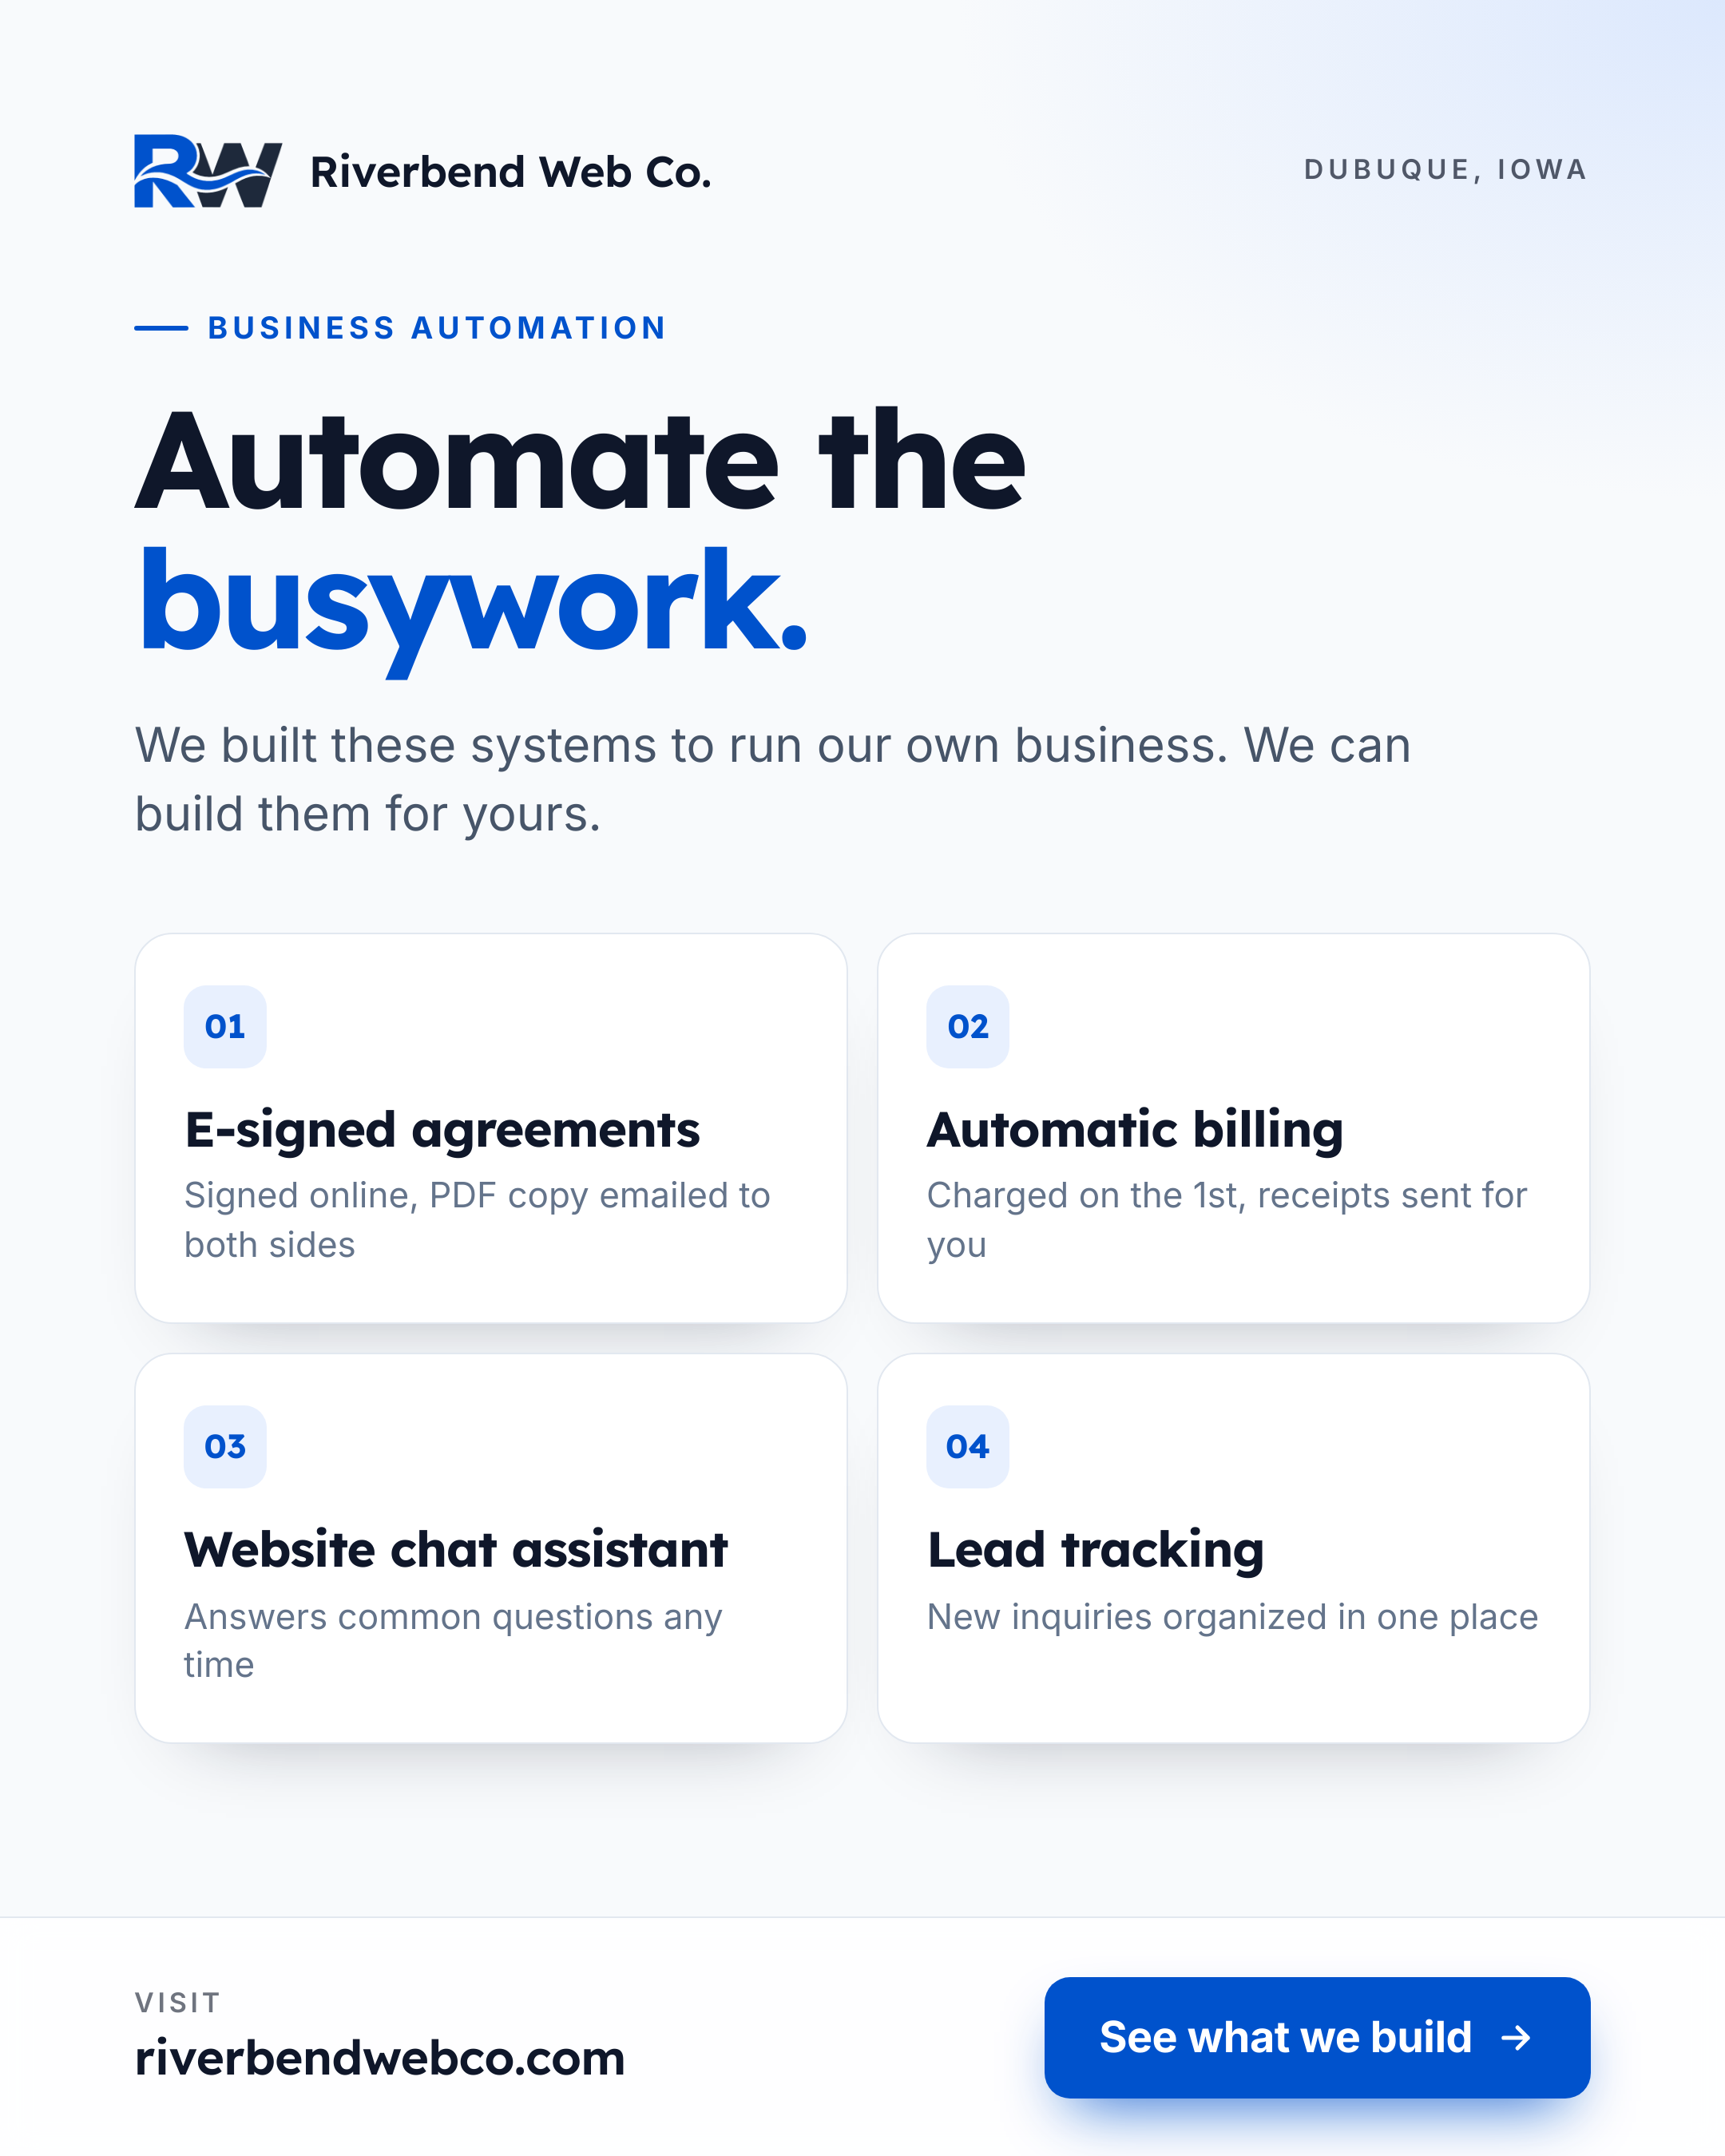 RW Riverbend Web Co.
DUBUQUE, IOWA
BUSINESS AUTOMATION
Automate the
busywork.
We built these systems to run our own business. We can
build them for yours.
01
E-signed agreements
Signed online, PDF copy emailed to
both sides
02
Automatic billing
Charged on the 1st, receipts sent for
you
03
Website chat assistant
Answers common questions any
time
04
Lead tracking
New inquiries organized in one place
VISIT
riverbendwebco.com
See what we build →